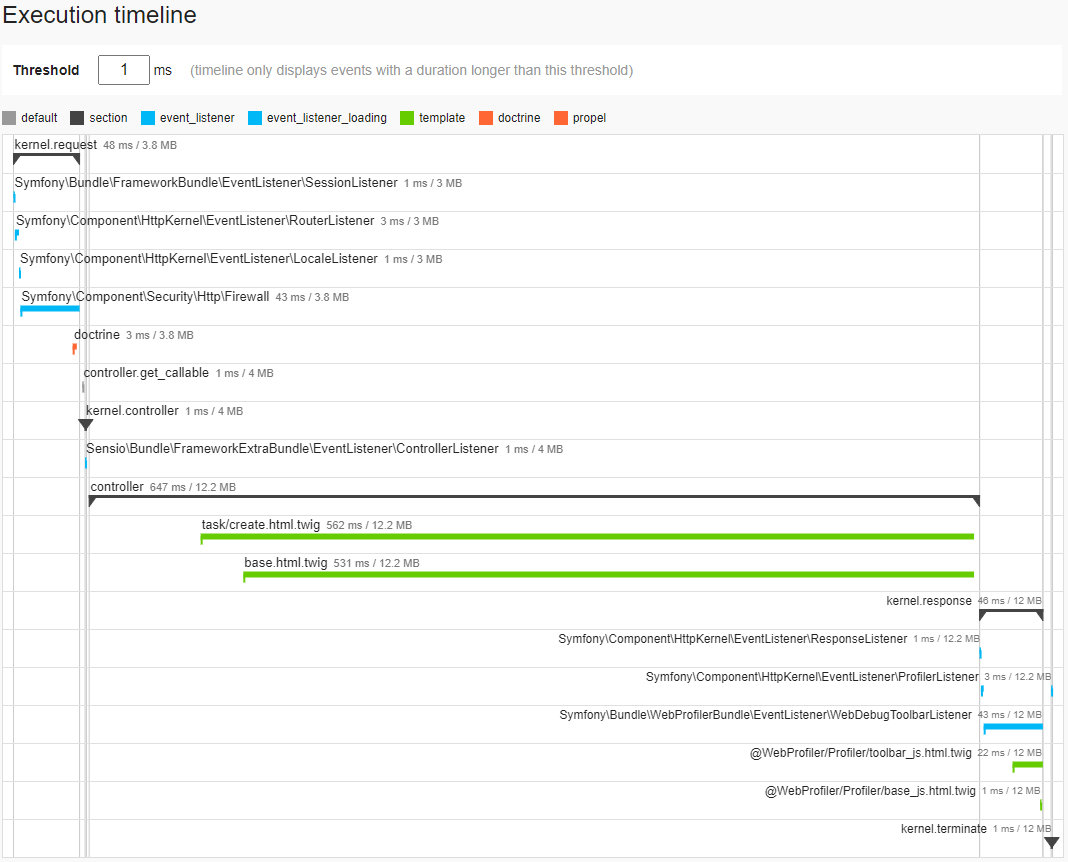 Execution timeline
Threshold 1 ms (timeline only displays events with a duration longer than this threshold)
default section event_listener event_listener_loading template doctrine propel
kernel.request 48 ms / 3.8 MB
Symfony\Bundle\FrameworkBundle\EventListener\SessionListener 1 ms / 3 MB
Symfony\Component\HttpKernel\EventListener\RouterListener 3 ms / 3 MB
Symfony\Component\HttpKernel\EventListener\LocaleListener 1 ms / 3 MB
Symfony\Component\Security\Http\Firewall 43 ms / 3.8 MB
doctrine 3 ms / 3.8 MB
controller.get_callable 1 ms / 4 MB
kernel.controller 1 ms / 4 MB
Sensio\Bundle\FrameworkExtraBundle\EventListener\ControllerListener 1 ms / 4 MB
controller 647 ms / 12.2 MB
task/create.html.twig 562 ms / 12.2 MB
base.html.twig 531 ms / 12.2 MB
kernel.response 46 ms / 12 MB
Symfony\Component\HttpKernel\EventListener\ResponseListener 1 ms / 12.2 MB
Symfony\Component\HttpKernel\EventListener\ProfilerListener 3 ms / 12.2 MB
Symfony\Bundle\WebProfilerBundle\EventListener\WebDebugToolbarListener 43 ms / 12 MB
@WebProfiler/Profiler/toolbar_js.html.twig 22 ms / 12 MB
@WebProfiler/Profiler/base_js.html.twig 1 ms / 12 MB
kernel.terminate 1 ms / 12 MB